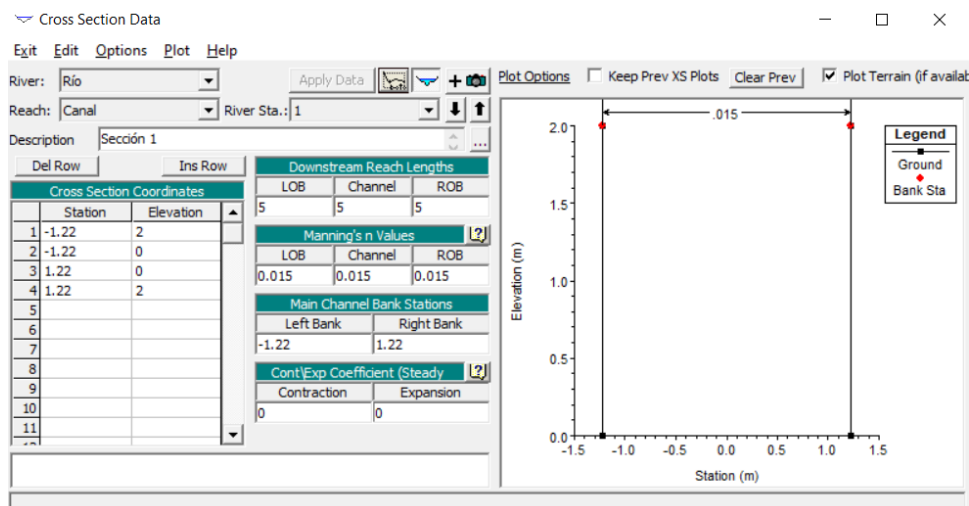 Cross Section Data
Exit Edit Options Plot Help
River: Río Apply Data
Reach: Canal River Sta.: 1
Description Sección 1 ...
Del Row Ins Row
Cross Section Coordinates
Station Elevation
1 -1.22 2
2 -1.22 0
3 1.22 0
4 1.22 2
5
6
7
8
9
10
11
Downstream Reach Lengths
LOB Channel ROB
5 5 5
Manning's n Values
LOB Channel ROB
0.015 0.015 0.015
Main Channel Bank Stations
Left Bank Right Bank
-1.22 1.22
Cont\Exp Coefficient (Steady
Contraction Expansion
0 0
Plot Options Keep Prev XS Plots Clear Prev Plot Terrain (if availab
.015
Legend
Ground
Bank Sta
Elevation (m)
2.0
1.5
1.0
0.5
0.0
-1.5 -1.0 -0.5 0.0 0.5 1.0 1.5
Station (m)